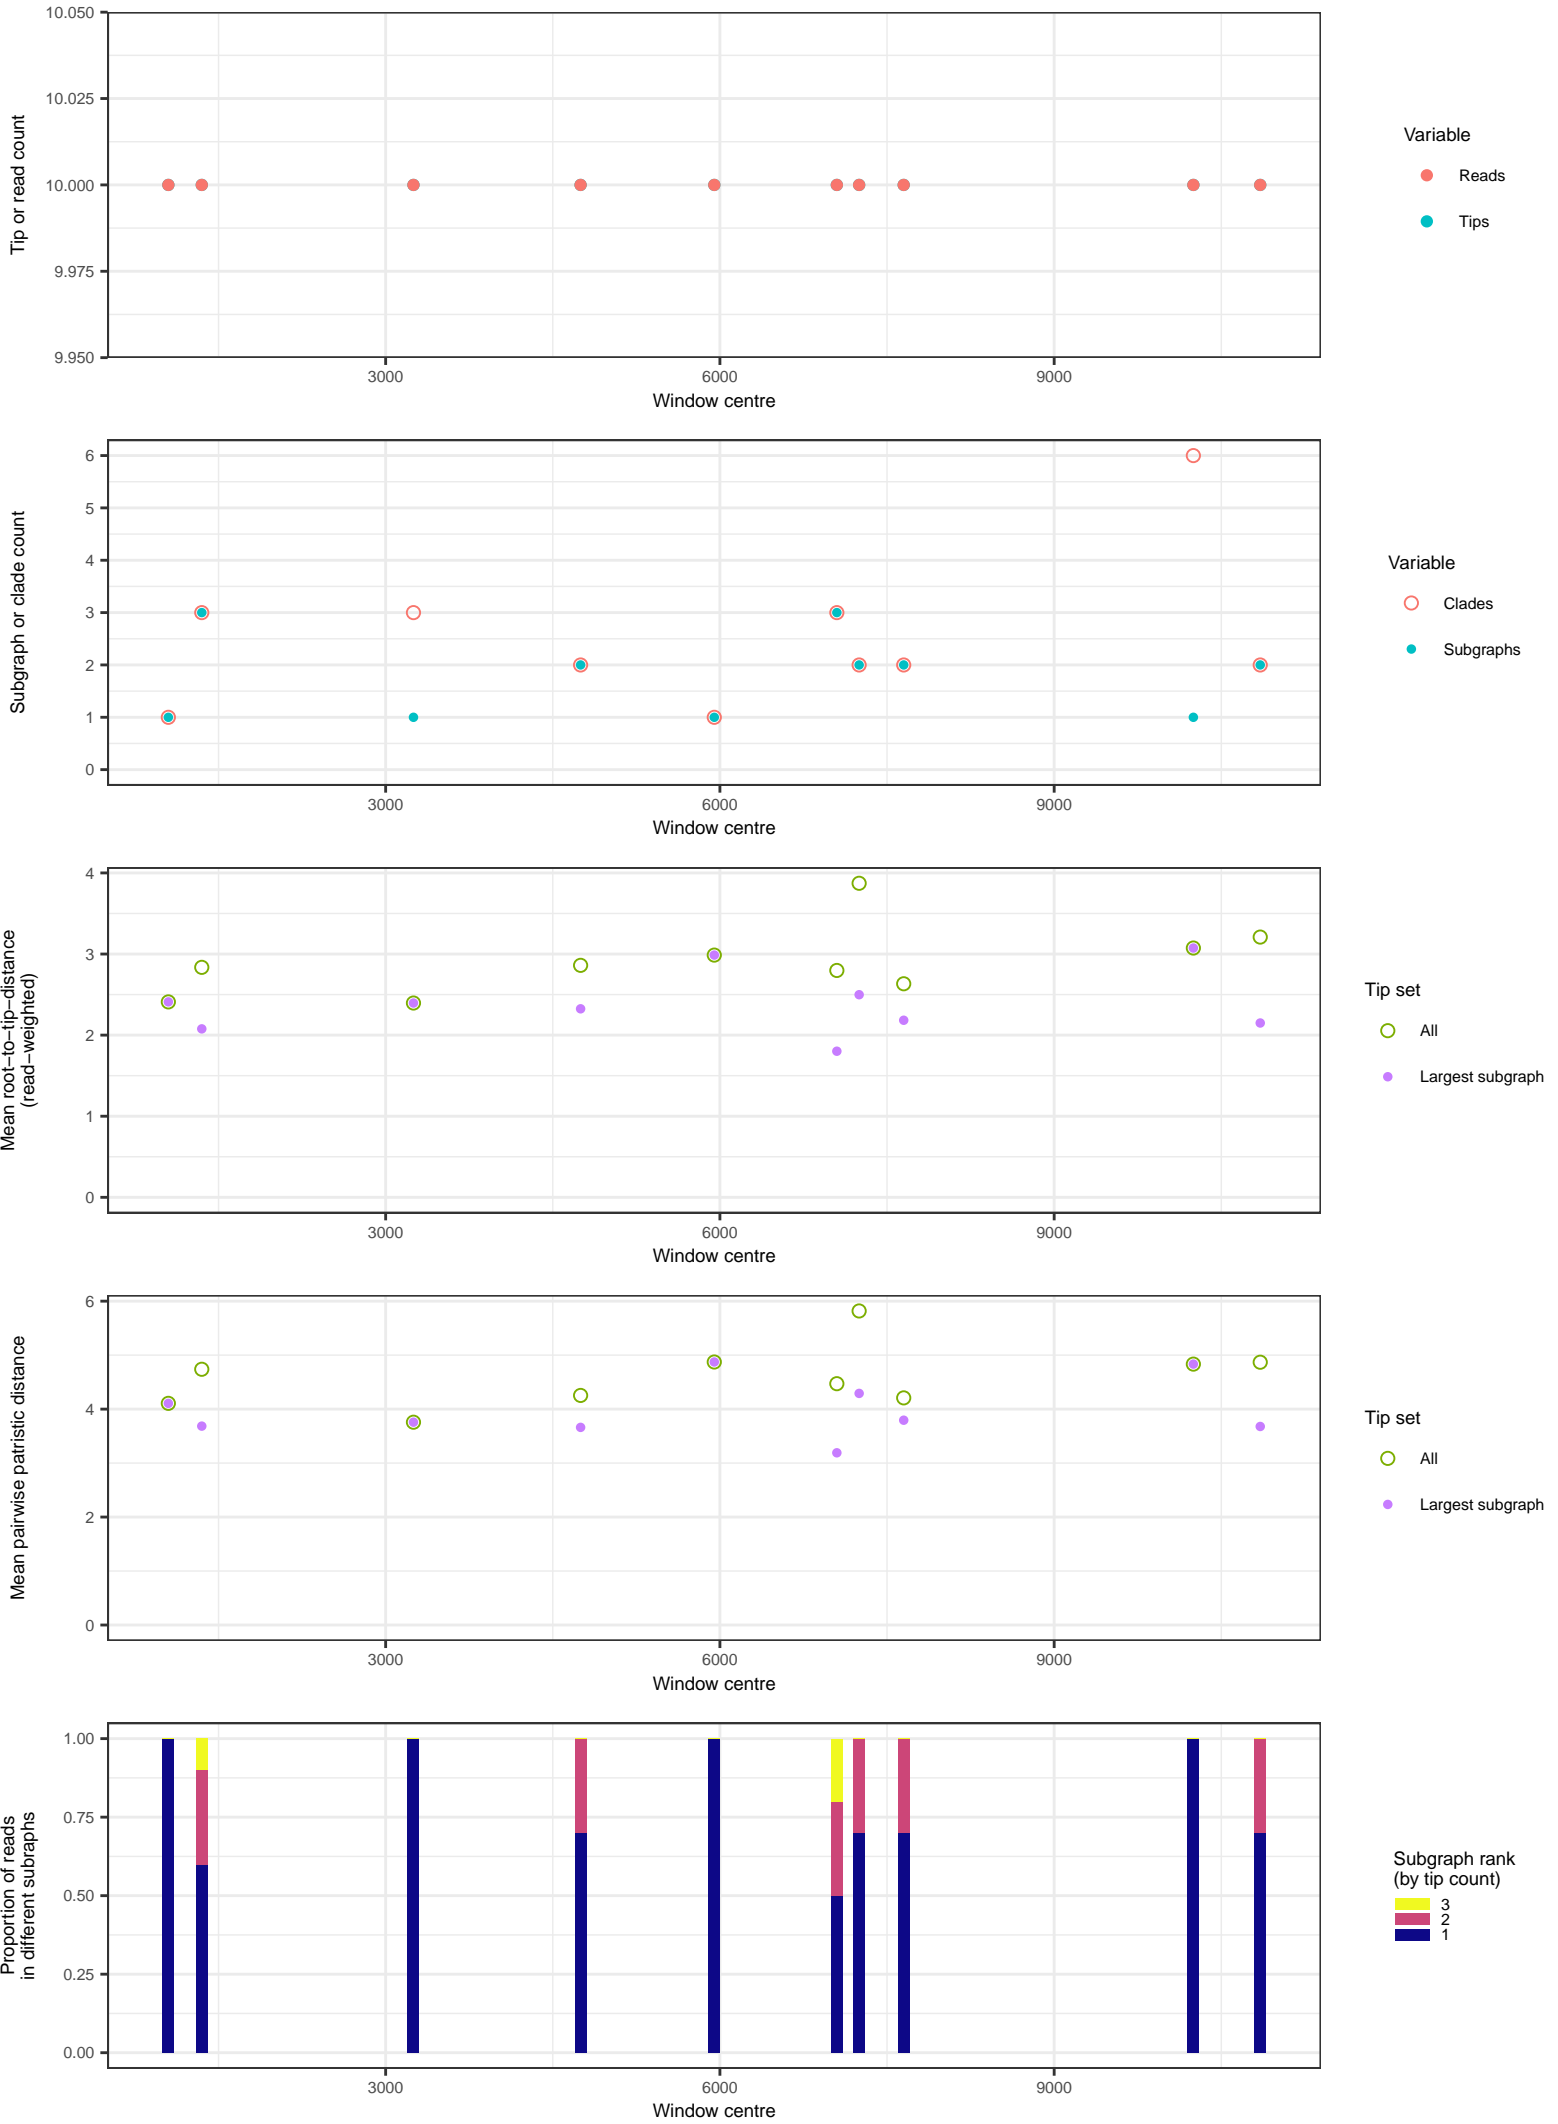 10.050
10.025
10.000
9.975
9.950
Tip or read count
3000
6000
9000
Window centre
Variable
Reads
Tips
6
5
4
3
2
1
0
Subgraph or clade count
3000
6000
9000
Window centre
Variable
Clades
Subgraphs
4
3
2
1
0
Mean root−to−tip−distance
(read−weighted)
3000
6000
9000
Window centre
Tip set
All
Largest subgraph
6
4
2
0
Mean pairwise patristic distance
3000
6000
9000
Window centre
Tip set
All
Largest subgraph
1.00
0.75
0.50
0.25
0.00
Proportion of reads
in different subraphs
3000
6000
9000
Window centre
Subgraph rank
(by tip count)
3
2
1